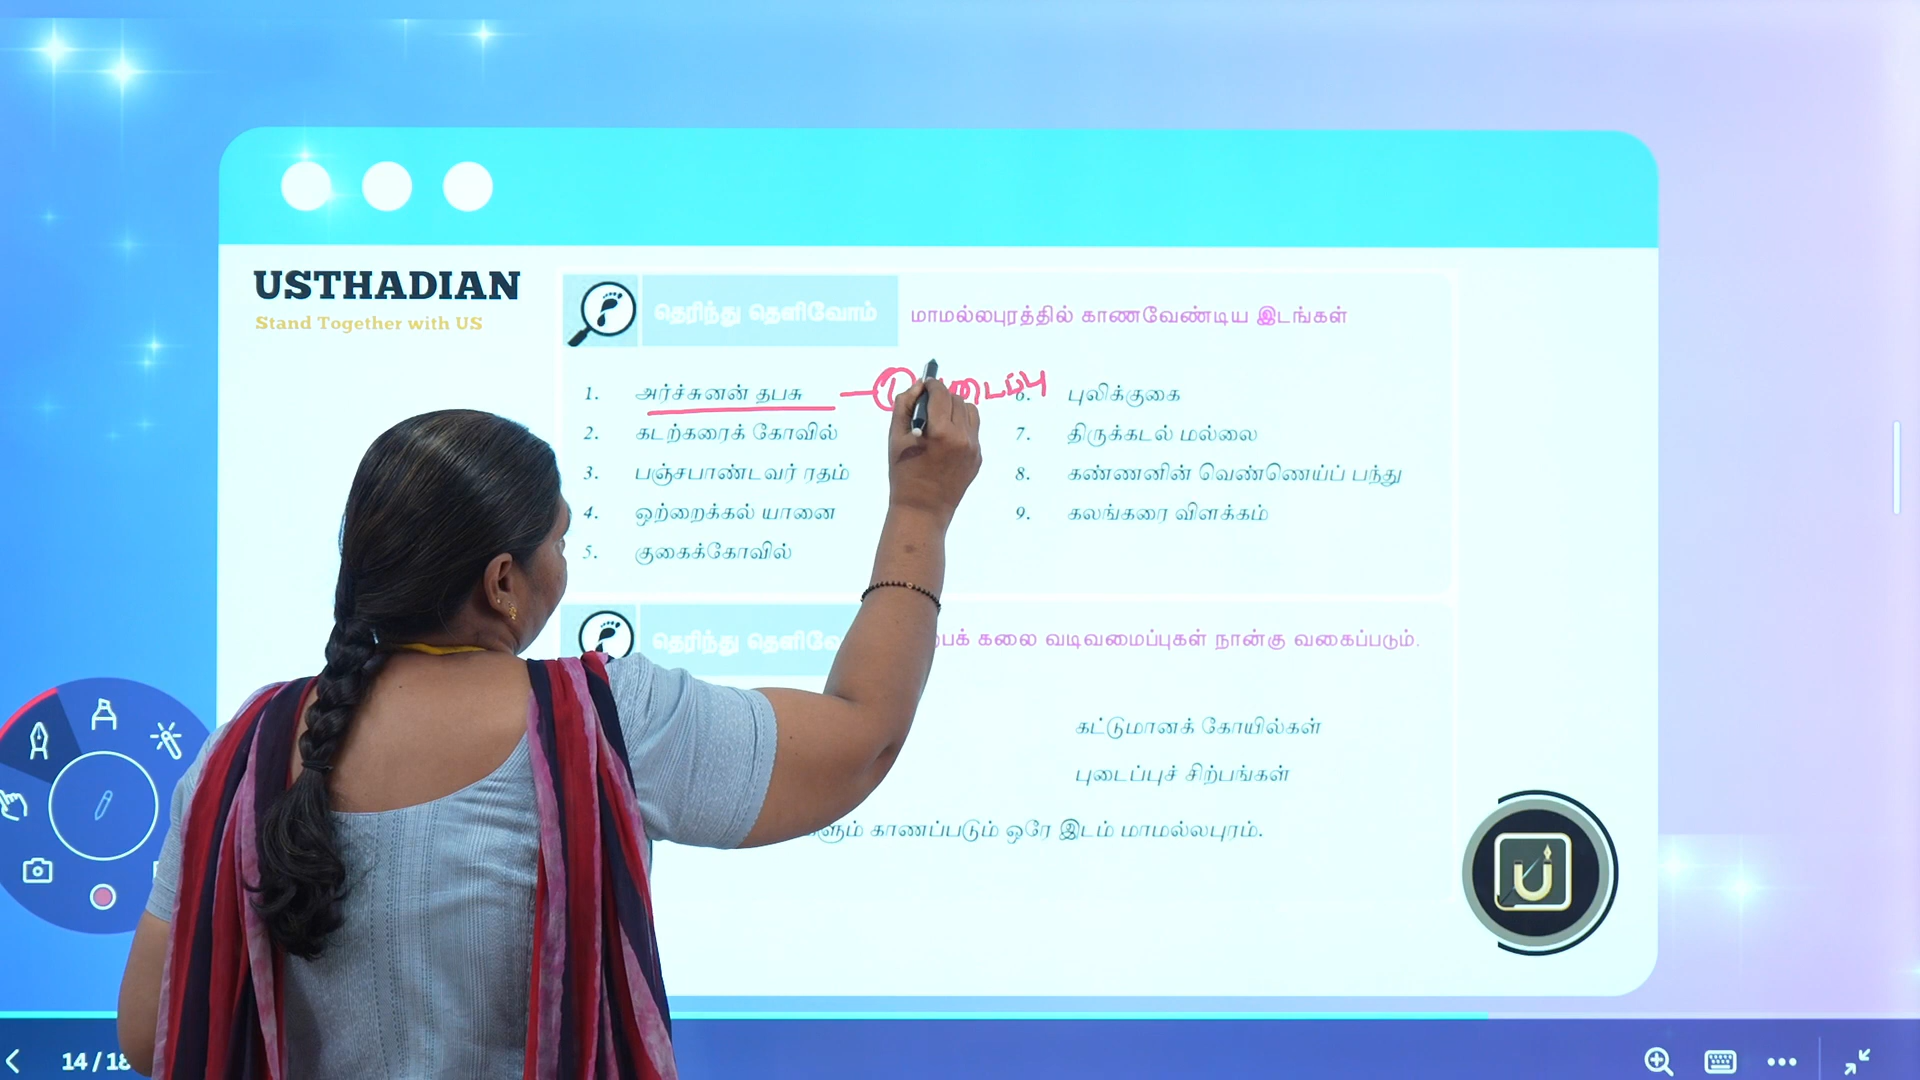 USTHADIAN
Stand Together with US
தெரிந்து தெளிவோம்
மாமல்லபுரத்தில் காணவேண்டிய இடங்கள்
1. அர்ச்சுனன் தபசு
2. கடற்கரைக் கோவில்
3. பஞ்சபாண்டவர் ரதம்
4. ஒற்றைக்கல் யானை
5. குகைக்கோவில்
6. புலிக்குகை
7. திருக்கடல் மல்லை
8. கண்ணனின் வெண்ணெய்ப் பந்து
9. கலங்கரை விளக்கம்
தெரிந்து
கலை வடிவமைப்புகள் நான்கு வகைப்படும்.
கட்டுமானக் கோயில்கள்
புடைப்புச் சிற்பங்கள்
காணப்படும் ஒரே இடம் மாமல்லபுரம்.
14 / 18